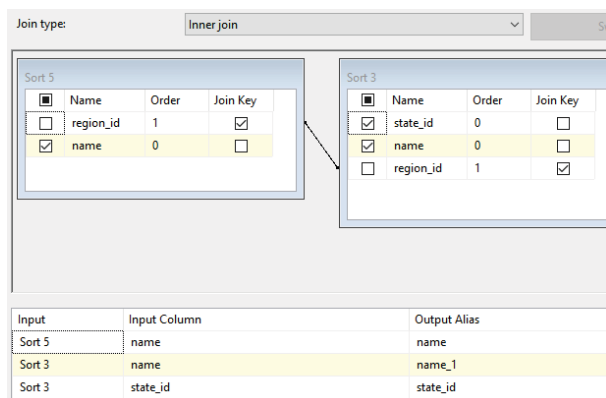 Join type: Inner join S
Sort 5
Name Order Join Key
region_id 1
name 0
Sort 3
Name Order Join Key
state_id 0
name 0
region_id 1
Input Input Column Output Alias
Sort 5 name name
Sort 3 name name_1
Sort 3 state_id state_id